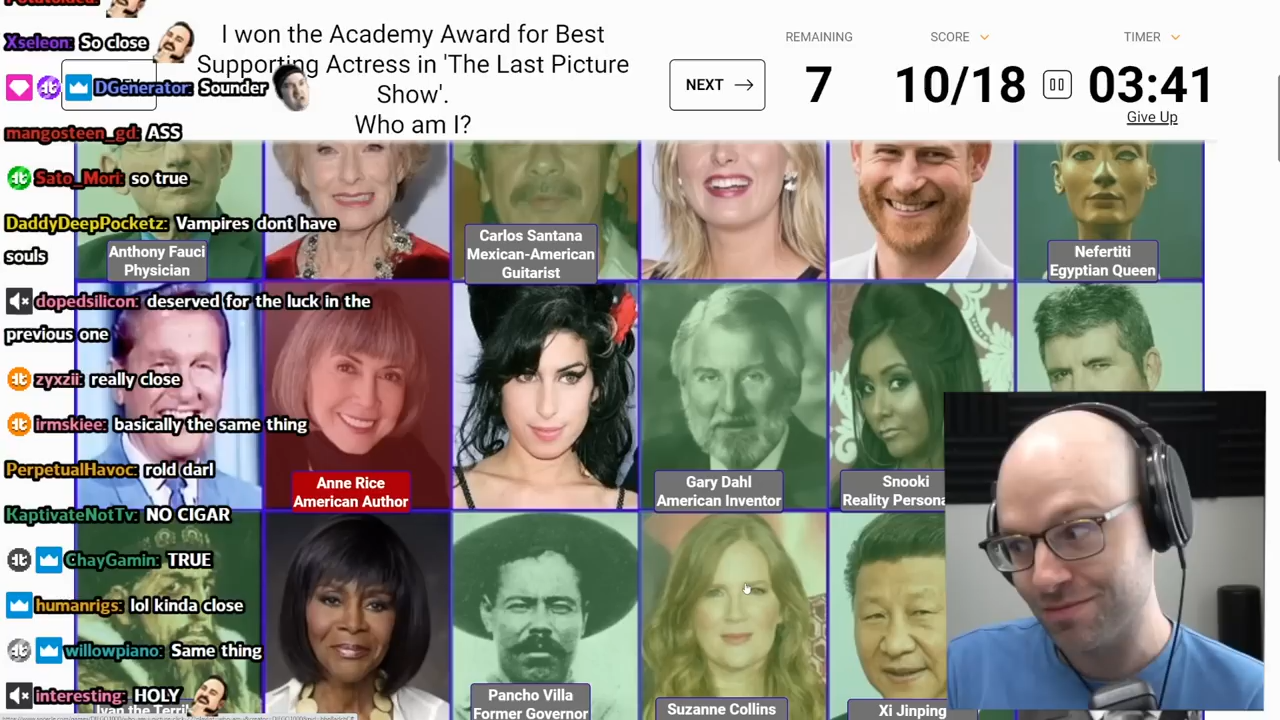 Xseleon: So close
DGenerator: Sounder
mangosteen_gd: ASS
Sato_Mori: so true
DaddyDeepPocketz: Vampires dont have
souls
dopedsilicon: deserved for the luck in the
previous one
zyxzii: really close
irmskiee: basically the same thing
PerpetualHavoc: rold darl
KaptivateNotTv: NO CIGAR
ChayGamin: TRUE
humanrigs: lol kinda close
willowpiano: Same thing
interesting: HOLY
I won the Academy Award for Best
Supporting Actress in 'The Last Picture
Show'.
Who am I?
NEXT →
REMAINING
7
SCORE
10/18
TIMER
03:41
Give Up
Anthony Fauci
Physician
Carlos Santana
Mexican-American
Guitarist
Nefertiti
Egyptian Queen
Anne Rice
American Author
Gary Dahl
American Inventor
Snooki
Reality Persona
Pancho Villa
Former Governor
Suzanne Collins
Xi Jinping